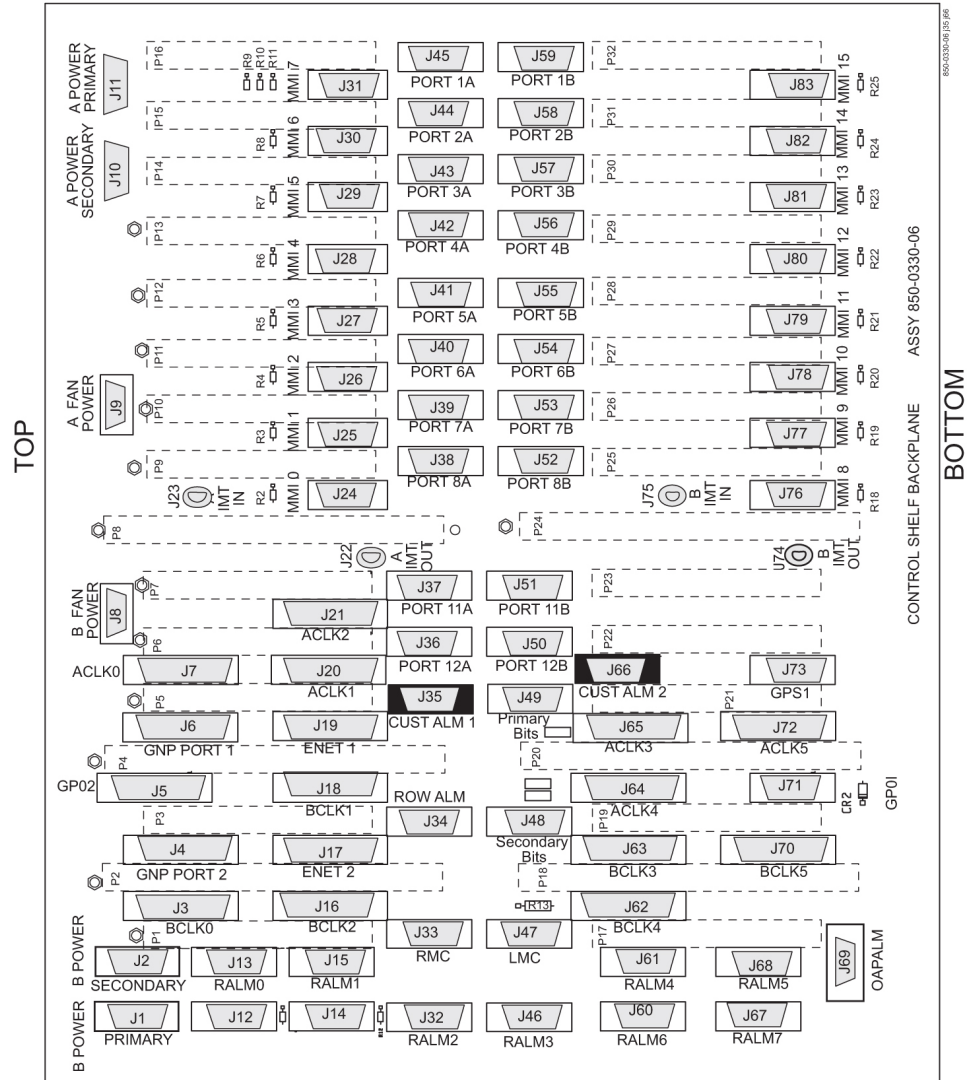 850-0330-06 j35 j66
TOP
BOTTOM
CONTROL SHELF BACKPLANE
ASSY 850-0330-06
A POWER PRIMARY
J11
P16
R9
R10
R11
MMI 7
J31
J45
PORT 1A
J59
PORT 1B
P32
J83
MMI 15
R25
A POWER SECONDARY
J10
P15
R8
MMI 6
J30
J44
PORT 2A
J58
PORT 2B
P31
J82
MMI 14
R24
P14
R7
MMI 5
J29
J43
PORT 3A
J57
PORT 3B
P30
J81
MMI 13
R23
P13
R6
MMI 4
J28
J42
PORT 4A
J56
PORT 4B
P29
J80
MMI 12
R22
P12
R5
MMI 3
J27
J41
PORT 5A
J55
PORT 5B
P28
J79
MMI 11
R21
P11
R4
MMI 2
J26
J40
PORT 6A
J54
PORT 6B
P27
J78
MMI 10
R20
A FAN POWER
J9
P10
R3
MMI 1
J25
J39
PORT 7A
J53
PORT 7B
P26
J77
MMI 9
R19
P9
J23
IMT IN
R2
MMI 0
J24
J38
PORT 8A
J52
PORT 8B
P25
J75
B IMT IN
J76
MMI 8
R18
P8
P24
J22
A IMT OUT
J74
B IMT OUT
B FAN POWER
J8
P7
J21
ACLK2
J37
PORT 11A
J51
PORT 11B
P23
P6
ACLK0
J7
J20
ACLK1
J36
PORT 12A
J50
PORT 12B
P22
J66
CUST ALM 2
J73
GPS1
P5
J6
GNP PORT 1
J19
ENET 1
J35
CUST ALM 1
J49
Primary
Bits
J65
ACLK3
P21
J72
ACLK5
P4
P20
GP02
J5
J18
BCLK1
ROW ALM
J64
ACLK4
J71
CR2
GP0I
P3
J34
J48
Secondary
Bits
P19
J4
GNP PORT 2
J17
ENET 2
J63
BCLK3
J70
BCLK5
P2
P18
J3
BCLK0
J16
BCLK2
R13
J62
BCLK4
P1
J33
RMC
J47
LMC
P17
B POWER
J2
SECONDARY
J13
RALM0
J15
RALM1
J61
RALM4
J68
RALM5
J69
OAPALM
B POWER
J1
PRIMARY
J12
J14
J32
RALM2
J46
RALM3
J60
RALM6
J67
RALM7